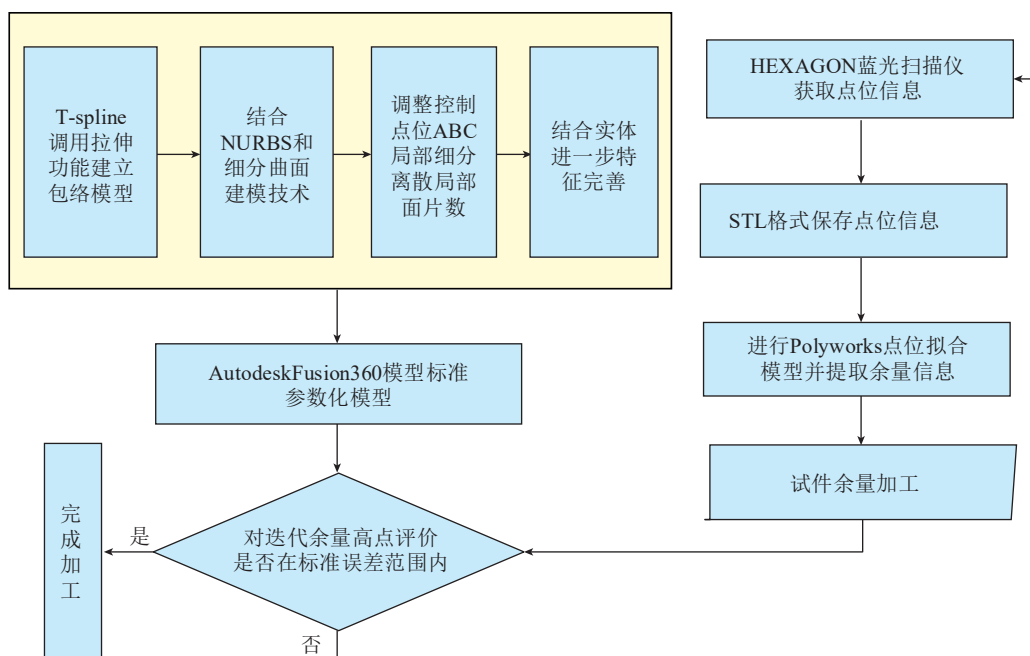 T-spline
调用拉伸
功能建立
包络模型
结合
NURBS和
细分曲面
建模技术
调整控制
点位ABC
局部细分
离散局部
面片数
结合实体
进一步特
征完善
AutodeskFusion360模型标准
参数化模型
对迭代余量高点评价
是否在标准误差范围内
是
否
完
成
加
工
HEXAGON蓝光扫描仪
获取点位信息
STL格式保存点位信息
进行Polyworks点位拟合
模型并提取余量信息
试件余量加工